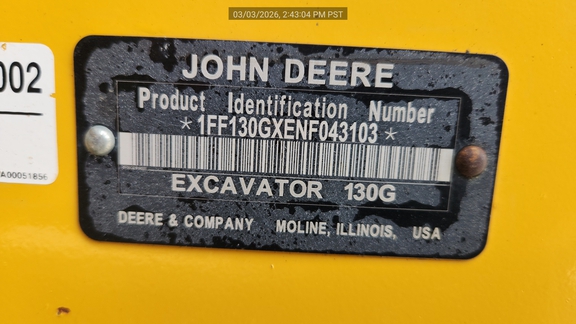 03/03/2026, 2:43:04 PM PST
002
JOHN DEERE
Product Identification Number
*1FF130GXENF043103*
A00051856
EXCAVATOR 130G
DEERE & COMPANY MOLINE, ILLINOIS, USA